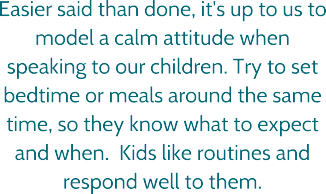 Easier said than done, it's up to us to
model a calm attitude when
speaking to our children. Try to set
bedtime or meals around the same
time, so they know what to expect
and when.  Kids like routines and
respond well to them.